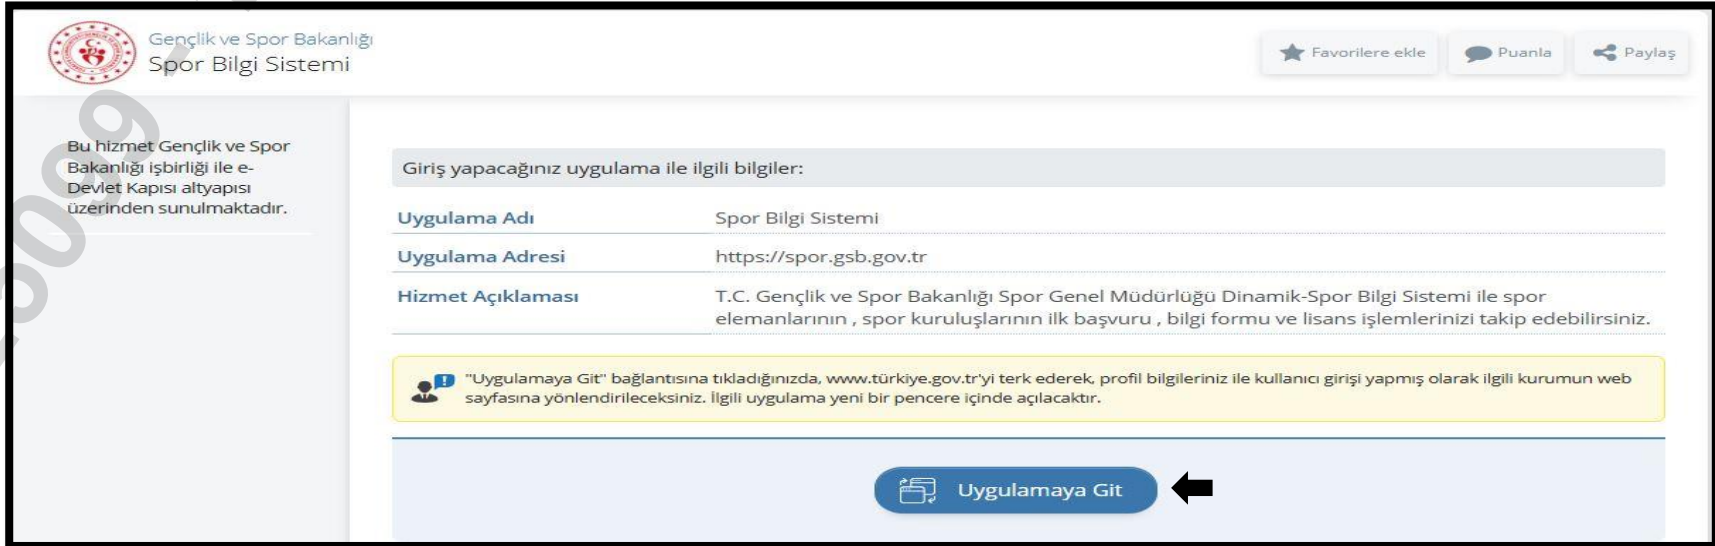 Gençlik ve Spor Bakanlığı
Spor Bilgi Sistemi
Favorilere ekle
Puanla
Paylaş
Bu hizmet Gençlik ve Spor
Bakanlığı işbirliği ile e-
Devlet Kapısı altyapısı
üzerinden sunulmaktadır.
Giriş yapacağınız uygulama ile ilgili bilgiler:
Uygulama Adı Spor Bilgi Sistemi
Uygulama Adresi https://spor.gsb.gov.tr
Hizmet Açıklaması T.C. Gençlik ve Spor Bakanlığı Spor Genel Müdürlüğü Dinamik-Spor Bilgi Sistemi ile spor
elemanlarının , spor kuruluşlarının ilk başvuru , bilgi formu ve lisans işlemlerinizi takip edebilirsiniz.
"Uygulamaya Git" bağlantısına tıkladığınızda, www.türkiye.gov.tr'yi terk ederek, profil bilgileriniz ile kullanıcı girişi yapmış olarak ilgili kurumun web
sayfasına yönlendirileceksiniz. İlgili uygulama yeni bir pencere içinde açılacaktır.
Uygulamaya Git